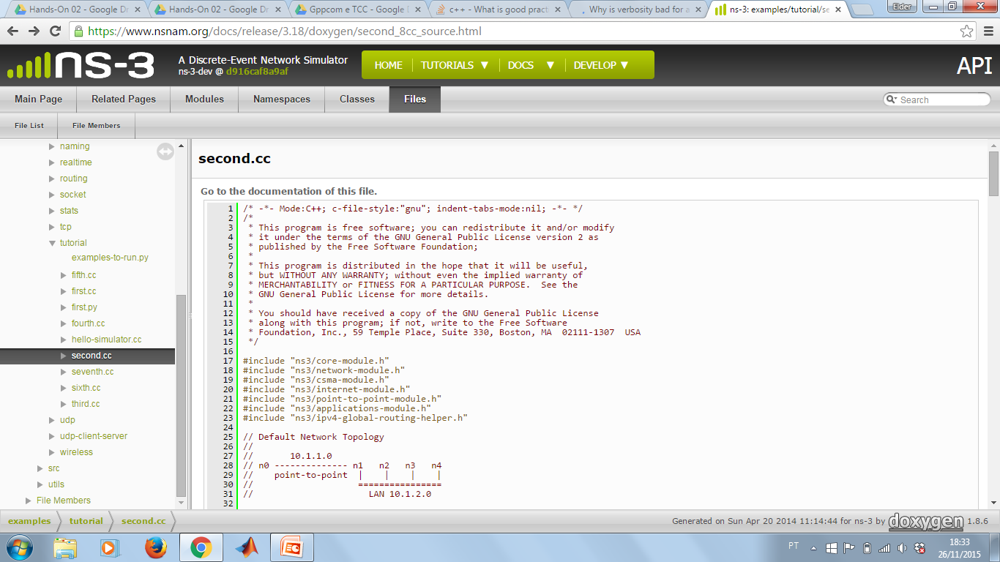 Hands-On 02 - Google Dr
Hands-On 02 - Google Dr
Gppcom e TCC - Google D
c++ - What is good pract
Why is verbosity bad for a
ns-3: examples/tutorial/se
Elder
https://www.nsnam.org/docs/release/3.18/doxygen/second_8cc_source.html
NS-3
A Discrete-Event Network Simulator
ns-3-dev @ d916caf8a9af
HOME
TUTORIALS ▼
DOCS ▼
DEVELOP ▼
API
Main Page
Related Pages
Modules
Namespaces
Classes
Files
Search
File List
File Members
naming
realtime
routing
socket
stats
tcp
tutorial
examples-to-run.py
fifth.cc
first.cc
first.py
fourth.cc
hello-simulator.cc
second.cc
seventh.cc
sixth.cc
third.cc
udp
udp-client-server
wireless
src
utils
File Members
second.cc
Go to the documentation of this file.
1 /* -*- Mode:C++; c-file-style:"gnu"; indent-tabs-mode:nil; -*- */
2 /*
3  * This program is free software; you can redistribute it and/or modify
4  * it under the terms of the GNU General Public License version 2 as
5  * published by the Free Software Foundation;
6  *
7  * This program is distributed in the hope that it will be useful,
8  * but WITHOUT ANY WARRANTY; without even the implied warranty of
9  * MERCHANTABILITY or FITNESS FOR A PARTICULAR PURPOSE.  See the
10  * GNU General Public License for more details.
11  *
12  * You should have received a copy of the GNU General Public License
13  * along with this program; if not, write to the Free Software
14  * Foundation, Inc., 59 Temple Place, Suite 330, Boston, MA  02111-1307  USA
15  */
16
17 #include "ns3/core-module.h"
18 #include "ns3/network-module.h"
19 #include "ns3/csma-module.h"
20 #include "ns3/internet-module.h"
21 #include "ns3/point-to-point-module.h"
22 #include "ns3/applications-module.h"
23 #include "ns3/ipv4-global-routing-helper.h"
24
25 // Default Network Topology
26 //
27 //       10.1.1.0
28 // n0 -------------- n1   n2   n3   n4
29 //    point-to-point  |    |    |    |
30 //                    ================
31 //                      LAN 10.1.2.0
32
examples
tutorial
second.cc
Generated on Sun Apr 20 2014 11:14:44 for ns-3 by doxygen 1.8.6
PT
18:33
26/11/2015